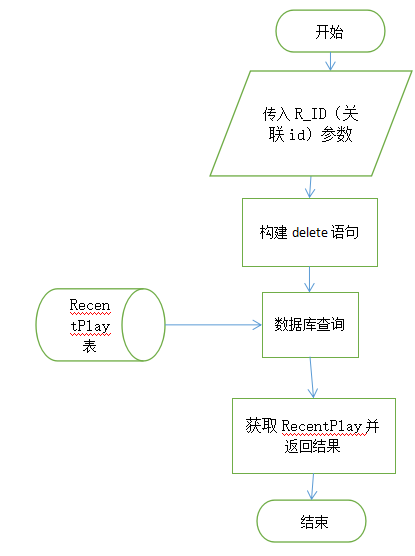 开始
传入 R_ID（关
联 id）参数
构建 delete 语句
Recen
tPlay
表
数据库查询
获取 RecentPlay 并
返回结果
结束